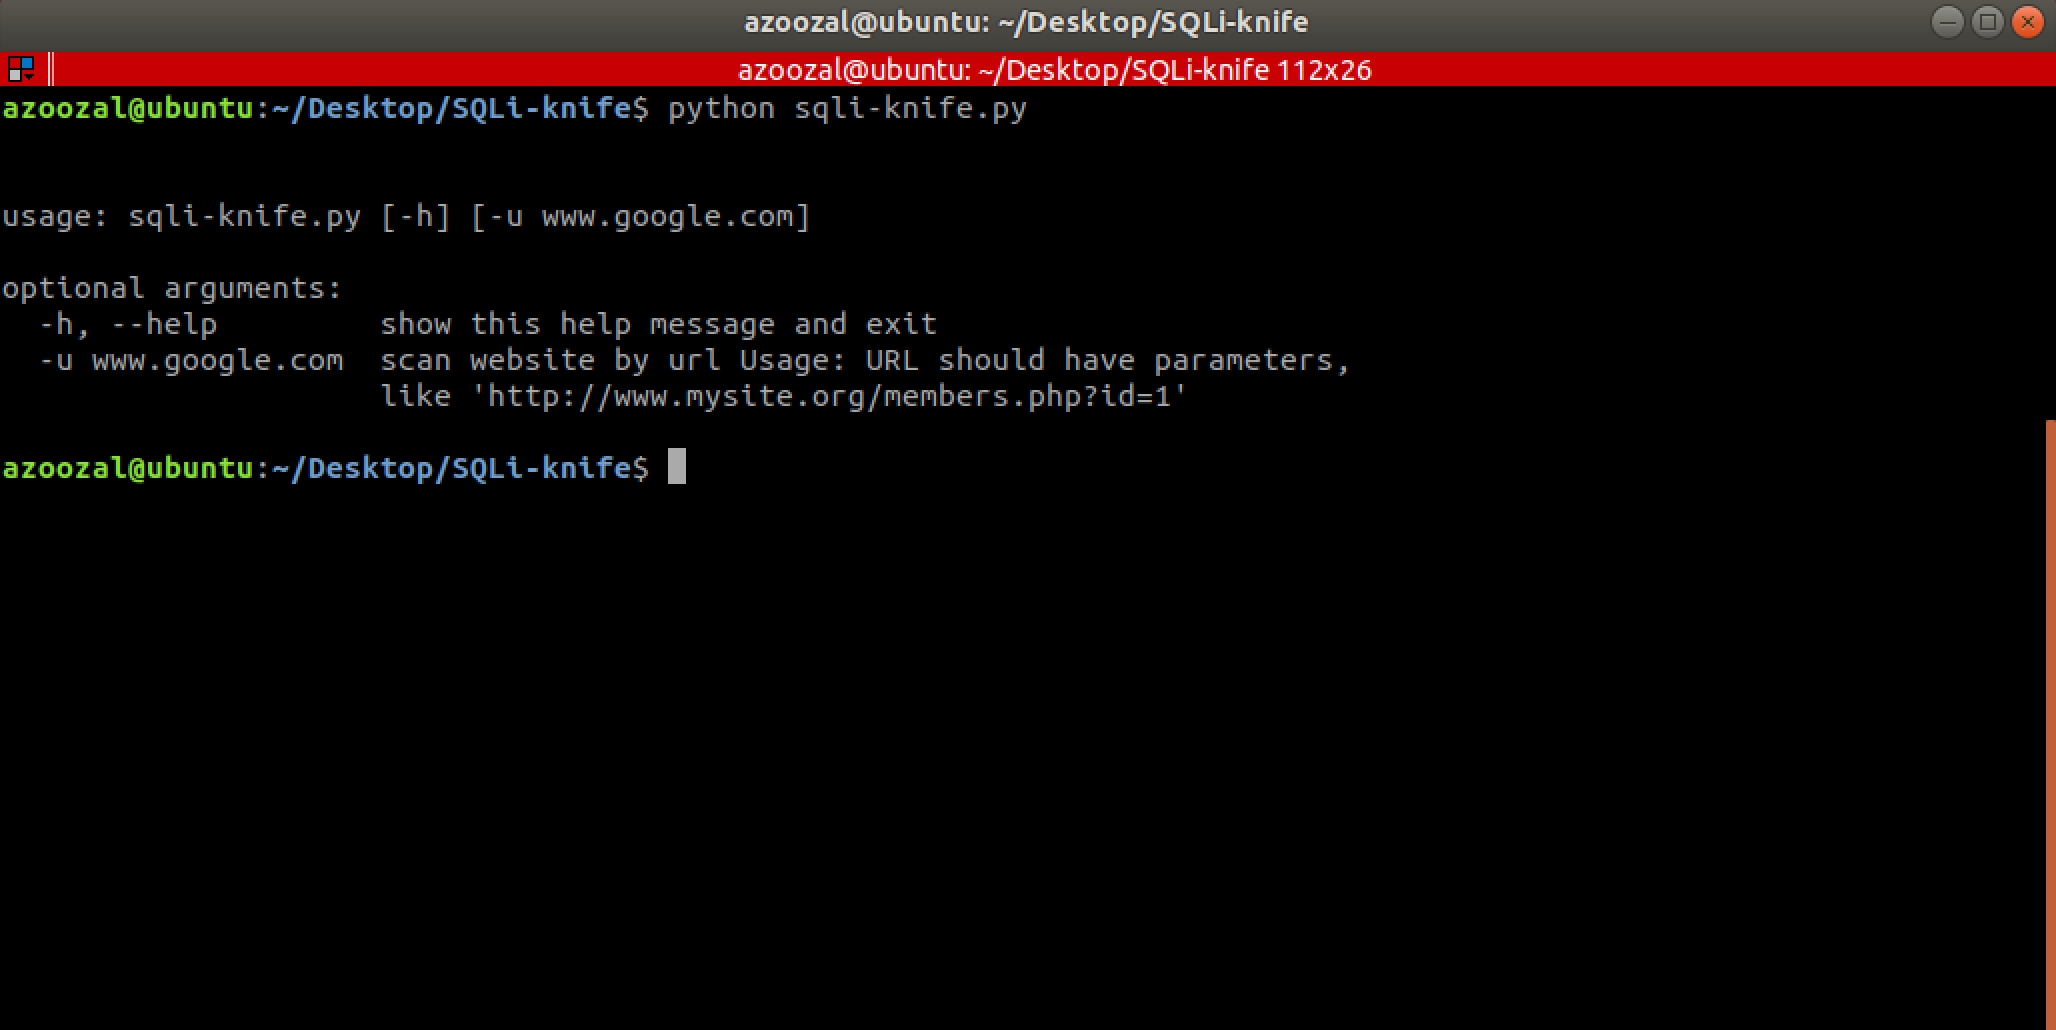 azoozal@ubuntu: ~/Desktop/SQLi-knife
azoozal@ubuntu: ~/Desktop/SQLi-knife 112x26
azoozal@ubuntu:~/Desktop/SQLi-knife$ python sqli-knife.py
usage: sqli-knife.py [-h] [-u www.google.com]
optional arguments:
  -h, --help         show this help message and exit
  -u www.google.com  scan website by url Usage: URL should have parameters,
                     like 'http://www.mysite.org/members.php?id=1'
azoozal@ubuntu:~/Desktop/SQLi-knife$